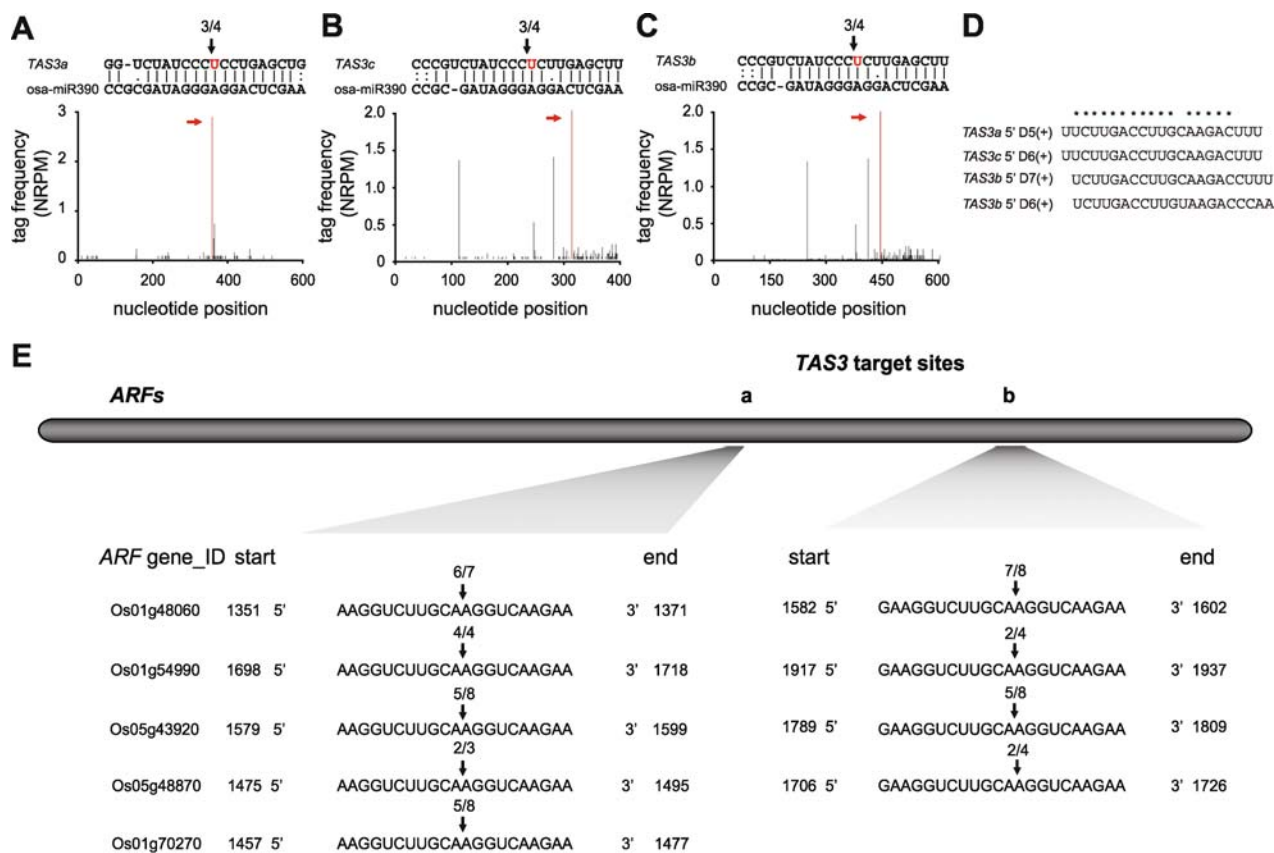 A
3/4
TAS3a GG-UCUAUCCCUCCUGAGCUG
osa-miR390 CCGCGAUAGGGAGGACUCGAA
tag frequency (NRPM)
3
2
1
0
0 200 400 600
nucleotide position
B
3/4
TAS3c CCCGUCUAUCCCUCUUGAGCUU
osa-miR390 CCGC-GAUAGGGAGGACUCGAA
tag frequency (NRPM)
2.0
1.5
1.0
0.5
0
0 100 200 300 400
nucleotide position
C
3/4
TAS3b CCCGUCUAUCCCUCUUGAGCUU
osa-miR390 CCGC-GAUAGGGAGGACUCGAA
tag frequency (NRPM)
2.0
1.5
1.0
0.5
0
0 150 300 450 600
nucleotide position
D
TAS3a 5' D5(+) UUCUUGACCUUGCAAGACUUU
TAS3c 5' D6(+) UUCUUGACCUUGCAAGACUUU
TAS3b 5' D7(+) UCUUGACCUUGCAAGACCUUU
TAS3b 5' D6(+) UCUUGACCUUGUAAGACCCAA
E
TAS3 target sites
ARFs a b
ARF gene_ID start end start end
6/7 7/8
Os01g48060 1351 5' AAGGUCUUGCAAGGUCAAGAA 3' 1371 1582 5' GAAGGUCUUGCAAGGUCAAGAA 3' 1602
4/4 2/4
Os01g54990 1698 5' AAGGUCUUGCAAGGUCAAGAA 3' 1718 1917 5' GAAGGUCUUGCAAGGUCAAGAA 3' 1937
5/8 5/8
Os05g43920 1579 5' AAGGUCUUGCAAGGUCAAGAA 3' 1599 1789 5' GAAGGUCUUGCAAGGUCAAGAA 3' 1809
2/3 2/4
Os05g48870 1475 5' AAGGUCUUGCAAGGUCAAGAA 3' 1495 1706 5' GAAGGUCUUGCAAGGUCAAGAA 3' 1726
5/8
Os01g70270 1457 5' AAGGUCUUGCAAGGUCAAGAA 3' 1477